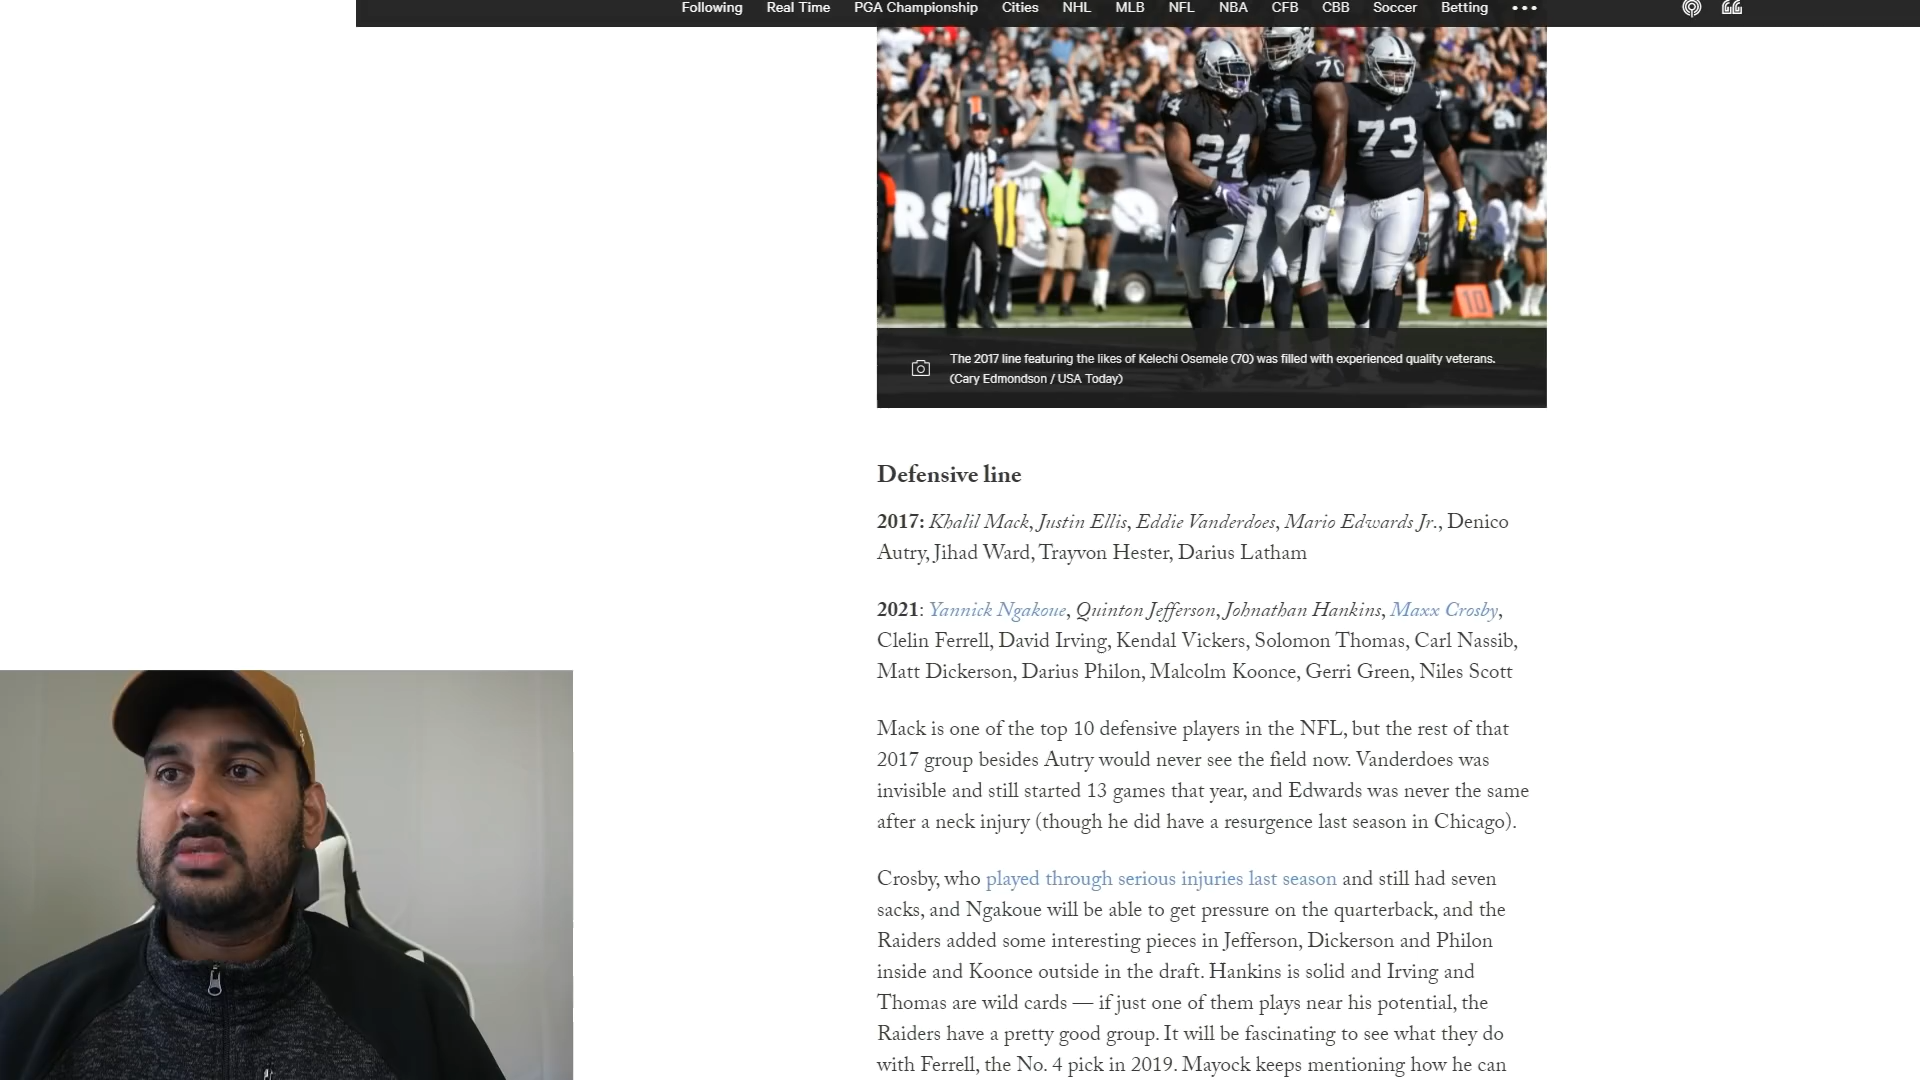 Following Real Time PGA Championship Cities NHL MLB NFL NBA CFB CBB Soccer Betting
24 70 73
10
The 2017 line featuring the likes of Kelechi Osemele (70) was filled with experienced quality veterans.
(Cary Edmondson / USA Today)
Defensive line
2017: Khalil Mack, Justin Ellis, Eddie Vanderdoes, Mario Edwards Jr., Denico
Autry, Jihad Ward, Trayvon Hester, Darius Latham
2021: Yannick Ngakoue, Quinton Jefferson, Johnathan Hankins, Maxx Crosby,
Clelin Ferrell, David Irving, Kendal Vickers, Solomon Thomas, Carl Nassib,
Matt Dickerson, Darius Philon, Malcolm Koonce, Gerri Green, Niles Scott
Mack is one of the top 10 defensive players in the NFL, but the rest of that
2017 group besides Autry would never see the field now. Vanderdoes was
invisible and still started 13 games that year, and Edwards was never the same
after a neck injury (though he did have a resurgence last season in Chicago).
Crosby, who played through serious injuries last season and still had seven
sacks, and Ngakoue will be able to get pressure on the quarterback, and the
Raiders added some interesting pieces in Jefferson, Dickerson and Philon
inside and Koonce outside in the draft. Hankins is solid and Irving and
Thomas are wild cards — if just one of them plays near his potential, the
Raiders have a pretty good group. It will be fascinating to see what they do
with Ferrell, the No. 4 pick in 2019. Mayock keeps mentioning how he can